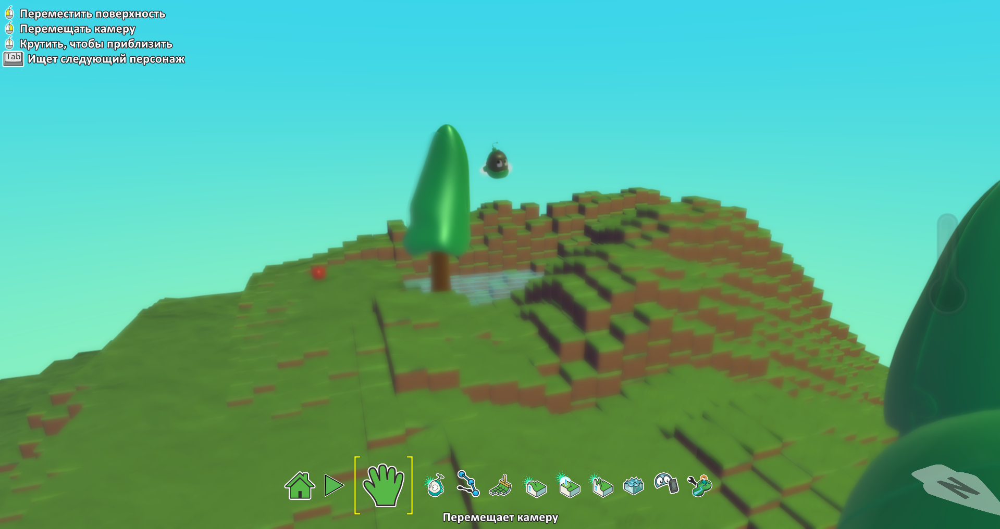 Переместить поверхность
Перемещать камеру
Крутить, чтобы приблизить
Tab Ищет следующий персонаж
Перемещает камеру
N